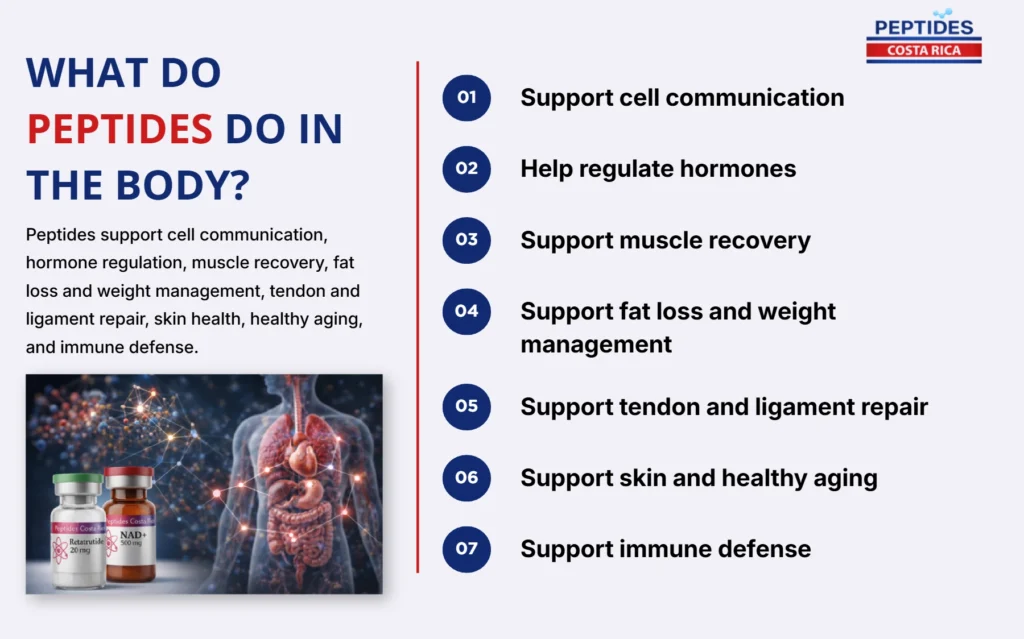 PEPTIDES
COSTA RICA
WHAT DO
PEPTIDES DO IN
THE BODY?
Peptides support cell communication,
hormone regulation, muscle recovery, fat
loss and weight management, tendon and
ligament repair, skin health, healthy aging,
and immune defense.
01 Support cell communication
02 Help regulate hormones
03 Support muscle recovery
04 Support fat loss and weight
management
05 Support tendon and ligament repair
06 Support skin and healthy aging
07 Support immune defense
Peptides Costa
20 mg
Peptides Costa
NAD+
500 mg